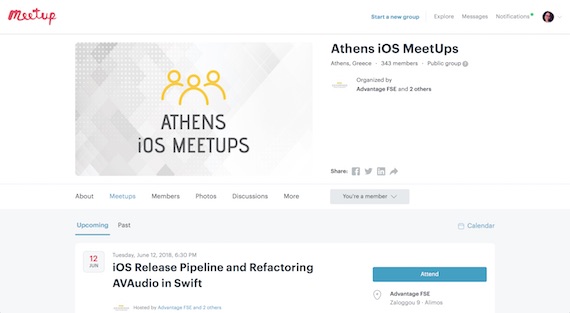 meetup
Start a new group
Explore
Messages
Notifications
ATHENS
iOS MEETUPS
Athens iOS MeetUps
Athens, Greece · 343 members · Public group
Organized by
Advantage FSE and 2 others
Share:
About
Meetups
Members
Photos
Discussions
More
You're a member
Upcoming
Past
Calendar
12
JUN
Tuesday, June 12, 2018, 6:30 PM
iOS Release Pipeline and Refactoring
AVAudio in Swift
Hosted by Advantage FSE and 2 others
Attend
Advantage FSE
Zaloggou 9 · Alimos